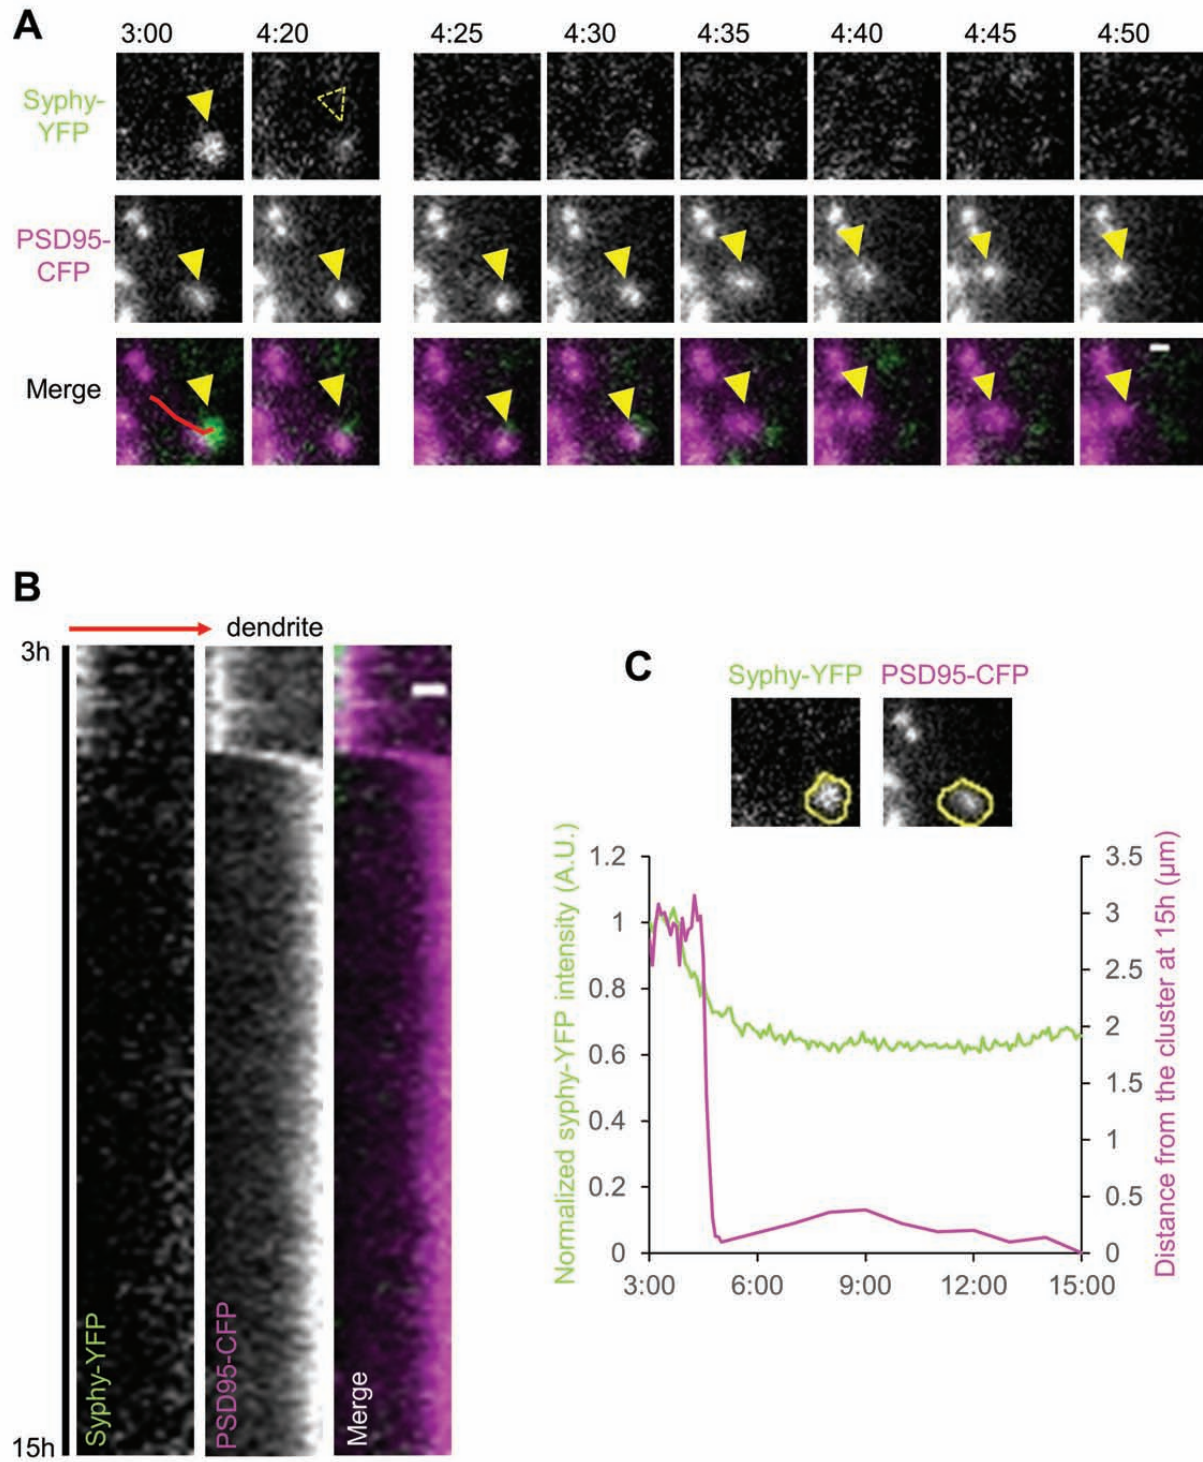 A
3:00 4:20 4:25 4:30 4:35 4:40 4:45 4:50
Syphy-
YFP
PSD95-
CFP
Merge
B
dendrite
3h
15h
Syphy-YFP
PSD95-CFP
Merge
C
Syphy-YFP PSD95-CFP
Normalized syphy-YFP intensity (A.U.)
1.2
1
0.8
0.6
0.4
0.2
0
3.5
3
2.5
2
1.5
1
0.5
0
Distance from the cluster at 15h (µm)
3:00 6:00 9:00 12:00 15:00